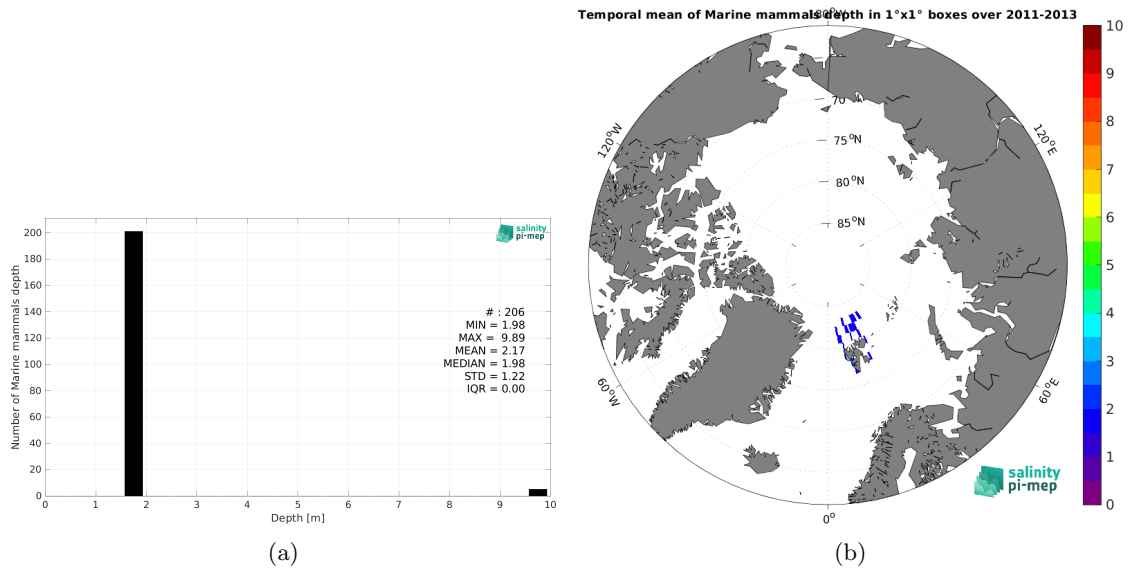 Temporal mean of Marine mammals depth in 1°x1° boxes over 2011-2013
180°W
120°W
120°E
60°W
60°E
0°
70°N
75°N
80°N
85°N
10
9
8
7
6
5
4
3
2
1
0
salinity
pi-mep
Number of Marine mammals depth
200
180
160
140
120
100
80
60
40
20
0
salinity
pi-mep
# : 206
MIN = 1.98
MAX = 9.89
MEAN = 2.17
MEDIAN = 1.98
STD = 1.22
IQR = 0.00
0 1 2 3 4 5 6 7 8 9 10
Depth [m]
(a)
(b)